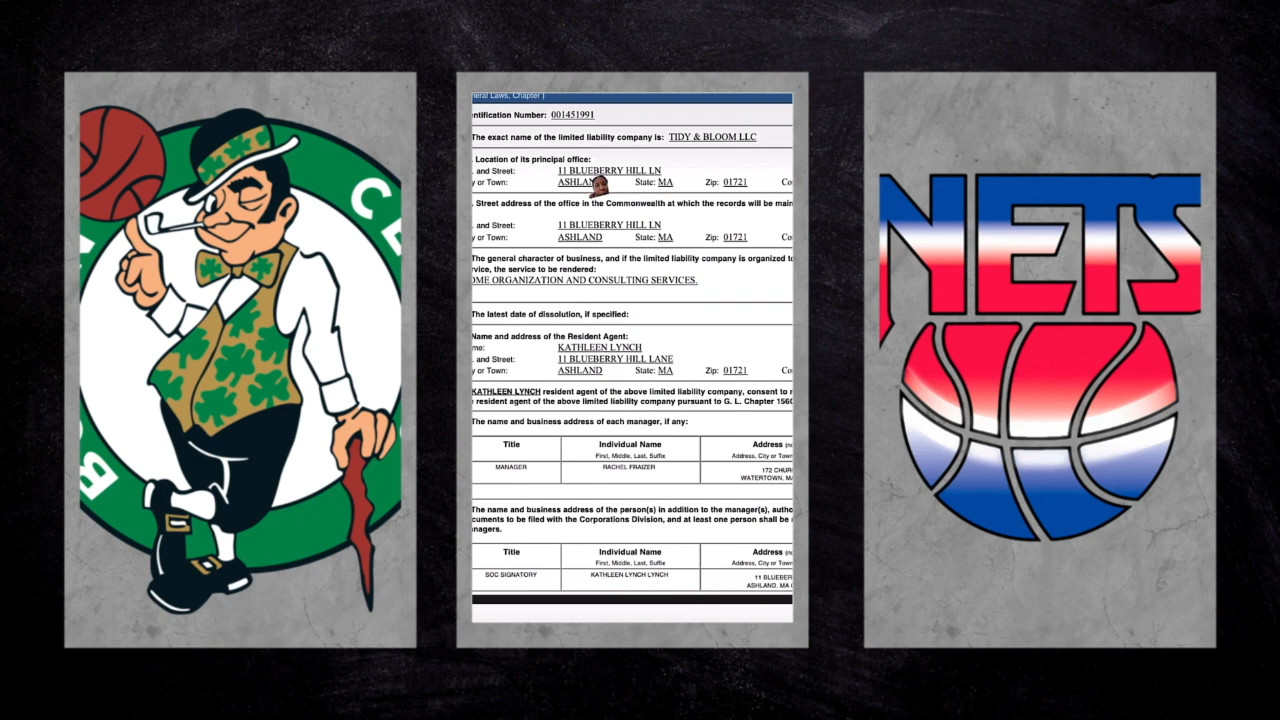 CE
B
eral Laws, Chapter )
ntification Number: 001451991
The exact name of the limited liability company is: TIDY & BLOOM LLC
. Location of its principal office:
. and Street: 11 BLUEBERRY HILL LN
y or Town: ASHLAN State: MA Zip: 01721 Co
. Street address of the office in the Commonwealth at which the records will be main
. and Street: 11 BLUEBERRY HILL LN
y or Town: ASHLAND State: MA Zip: 01721 Co
The general character of business, and if the limited liability company is organized to
rvice, the service to be rendered:
OME ORGANIZATION AND CONSULTING SERVICES.
The latest date of dissolution, if specified:
Name and address of the Resident Agent:
me: KATHLEEN LYNCH
. and Street: 11 BLUEBERRY HILL LANE
y or Town: ASHLAND State: MA Zip: 01721 Co
KATHLEEN LYNCH resident agent of the above limited liability company, consent to
resident agent of the above limited liability company pursuant to G. L. Chapter 156C
The name and business address of each manager, if any:
Title Individual Name Address (no
First, Middle, Last, Suffix Address, City or Town
MANAGER RACHEL FRAIZER 172 CHUR
WATERTOWN, MA
The name and business address of the person(s) in addition to the manager(s), autho
cuments to be filed with the Corporations Division, and at least one person shall be
nagers.
Title Individual Name Address (no
First, Middle, Last, Suffix Address, City or Town
SOC SIGNATORY KATHLEEN LYNCH LYNCH 11 BLUEBER
ASHLAND, MA
NETS